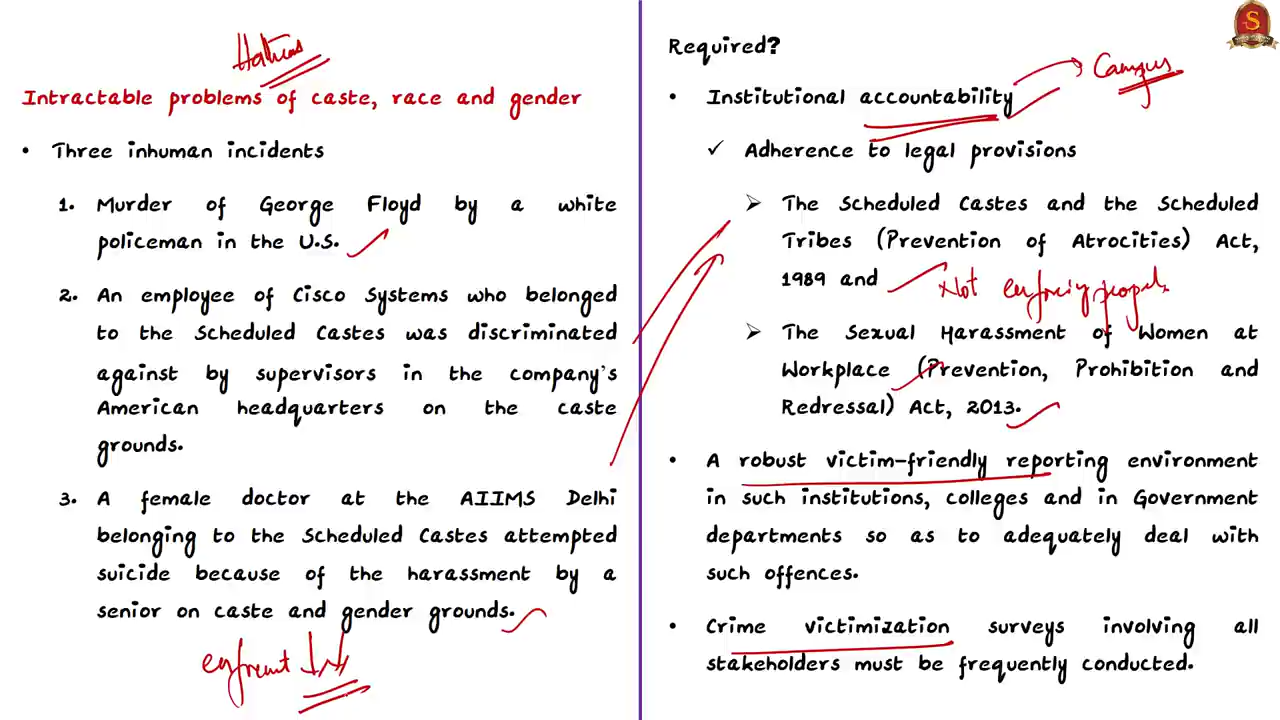 Hathras
Intractable problems of caste, race and gender
• Three inhuman incidents
1. Murder of George Floyd by a white
policeman in the U.S.
2. An employee of Cisco Systems who belonged
to the Scheduled Castes was discriminated
against by supervisors in the company's
American headquarters on the caste
grounds.
3. A female doctor at the AIIMS Delhi
belonging to the Scheduled Castes attempted
suicide because of the harassment by a
senior on caste and gender grounds.
Required?
Campus
• Institutional accountability
✓ Adherence to legal provisions
➢ The Scheduled Castes and the Scheduled
Tribes (Prevention of Atrocities) Act,
1989 and
Not
➢ The Sexual Harassment of Women at
Workplace (Prevention, Prohibition and
Redressal) Act, 2013.
• A robust victim-friendly reporting environment
in such institutions, colleges and in Government
departments so as to adequately deal with
such offences.
• Crime victimization surveys involving all
stakeholders must be frequently conducted.
S